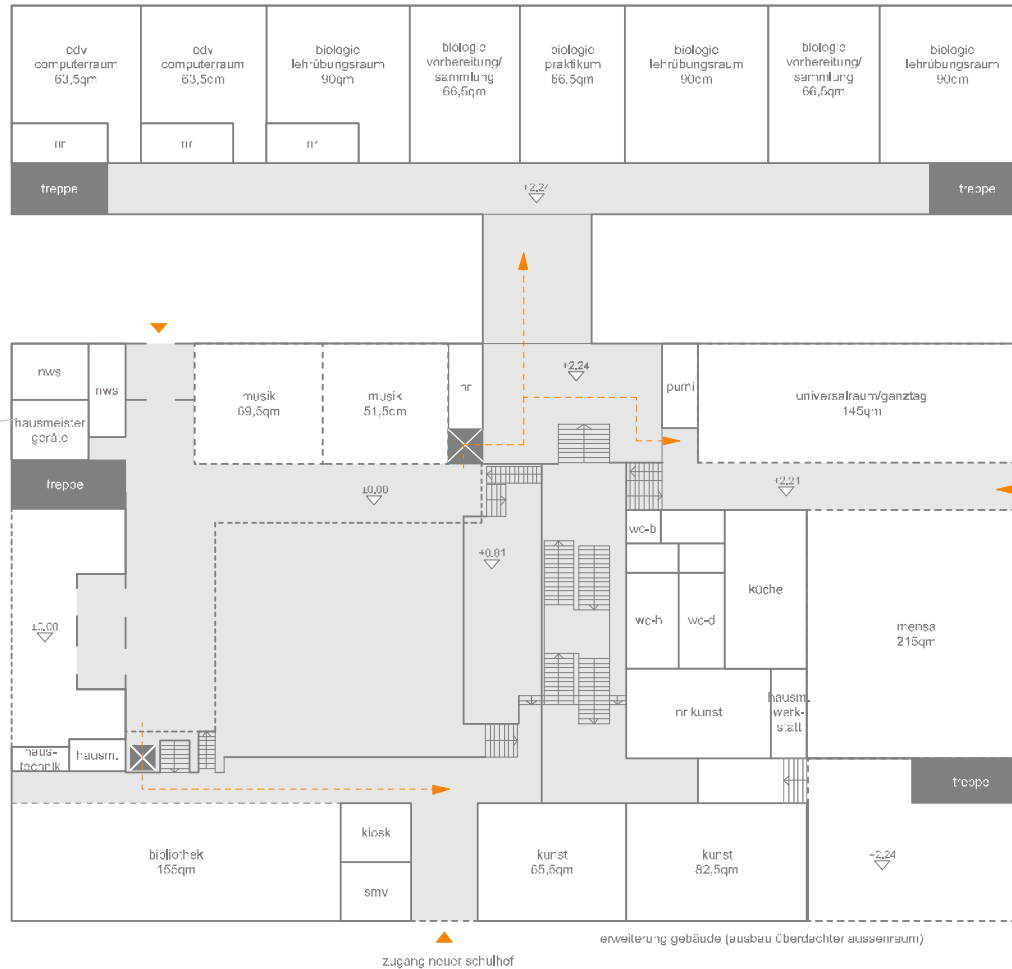 edv
computerraum
63,5qm
edv
computerraum
63,5qm
biologie
lehrübungsraum
90qm
biologie
vorbereitung/
sammlung
66,5qm
biologie
praktikum
66,5qm
biologie
lehrübungsraum
90qm
biologie
vorbereitung/
sammlung
66,5qm
biologie
lehrübungsraum
90qm
nr
nr
nr
treppe
+2,24
treppe
nws
nws
hausmeister
geräte
musik
69,5qm
musik
51,5qm
nr
+2,24
pumi
universalraum/ganztag
145qm
treppe
±0,00
+2,24
+0,81
wc-b
küche
±0,00
wc-h
wc-d
mensa
215qm
nr kunst
hausm.
werk-
statt
haus-
technik
hausm.
treppe
bibliothek
155qm
kiosk
smv
kunst
65,5qm
kunst
82,5qm
+2,24
erweiterung gebäude (ausbau überdachter aussenraum)
zugang neuer schulhof